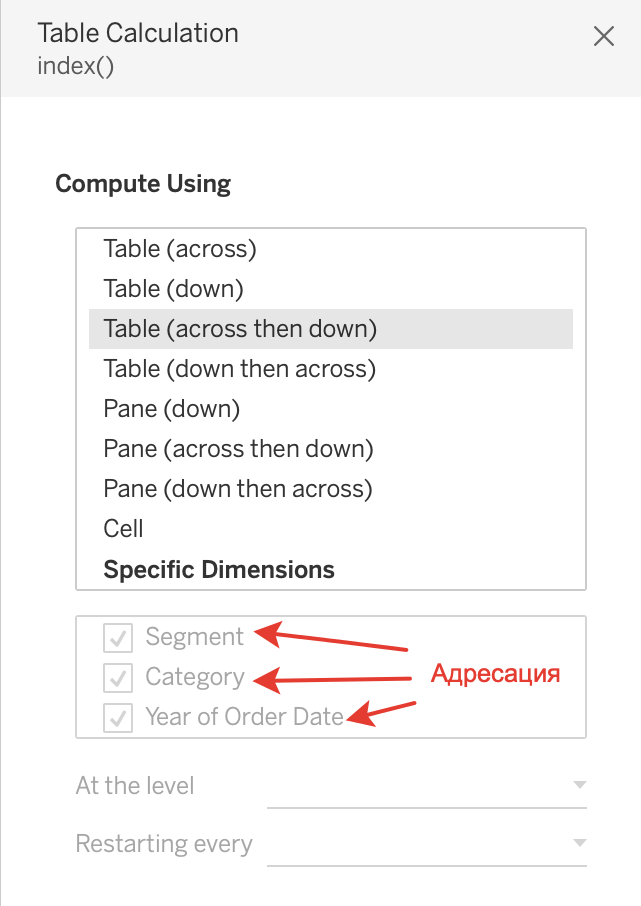 Table Calculation
index()
Compute Using
Table (across)
Table (down)
Table (across then down)
Table (down then across)
Pane (down)
Pane (across then down)
Pane (down then across)
Cell
Specific Dimensions
Segment
Category
Адресация
Year of Order Date
At the level
Restarting every